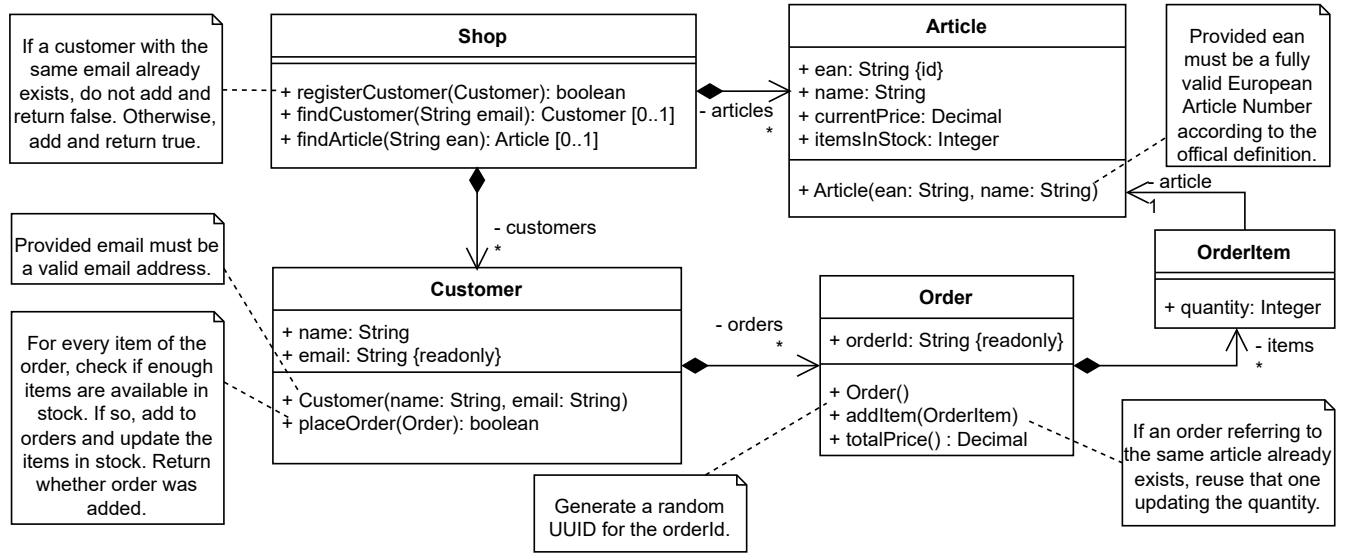 If a customer with the
same email already
exists, do not add and
return false. Otherwise,
add and return true.
Shop
+ registerCustomer(Customer): boolean
+ findCustomer(String email): Customer [0..1]
+ findArticle(String ean): Article [0..1]
- articles
*
Article
+ ean: String {id}
+ name: String
+ currentPrice: Decimal
+ itemsInStock: Integer
+ Article(ean: String, name: String)
Provided ean
must be a fully
valid European
Article Number
according to the
offical definition.
- article
1
OrderItem
+ quantity: Integer
- customers
*
Provided email must be
a valid email address.
Customer
+ name: String
+ email: String {readonly}
+ Customer(name: String, email: String)
+ placeOrder(Order): boolean
- orders
*
Order
+ orderId: String {readonly}
+ Order()
+ addItem(OrderItem)
+ totalPrice() : Decimal
- items
*
For every item of the
order, check if enough
items are available in
stock. If so, add to
orders and update the
items in stock. Return
whether order was
added.
Generate a random
UUID for the orderId.
If an order referring to
the same article already
exists, reuse that one
updating the quantity.